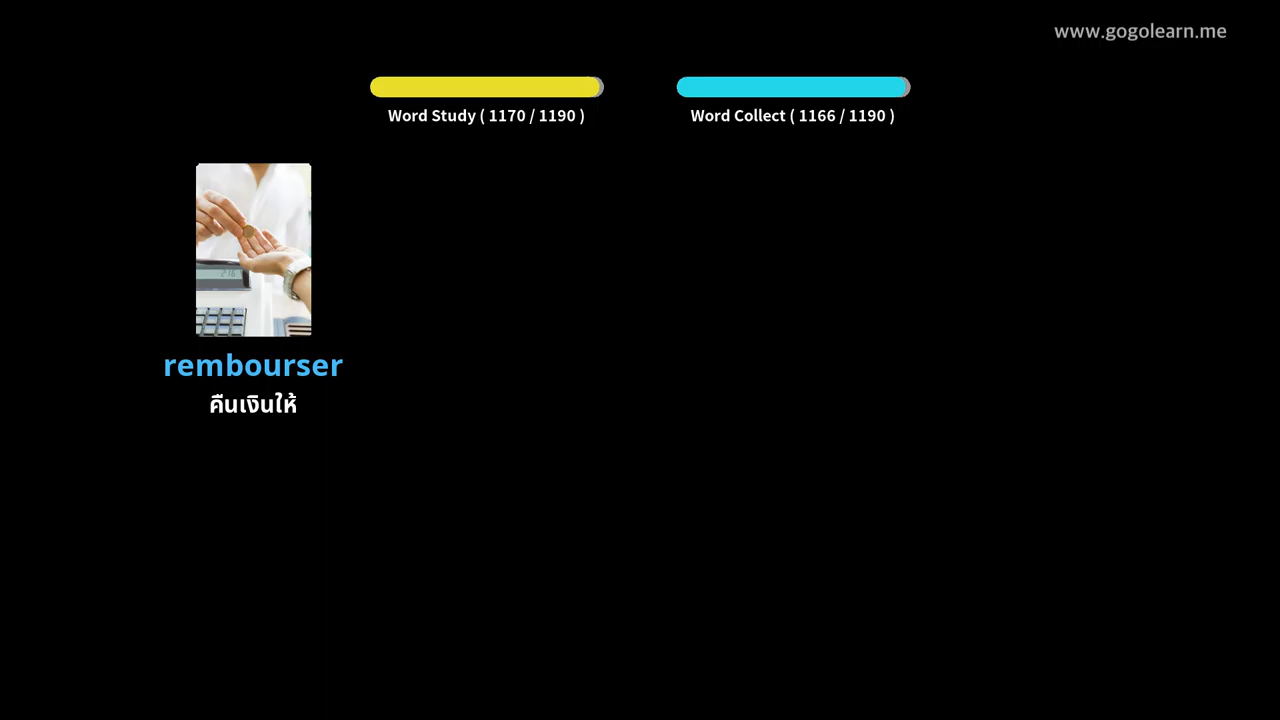 www.gogolearn.me
Word Study ( 1170 / 1190 )
Word Collect ( 1166 / 1190 )
rembourser
คืนเงินให้